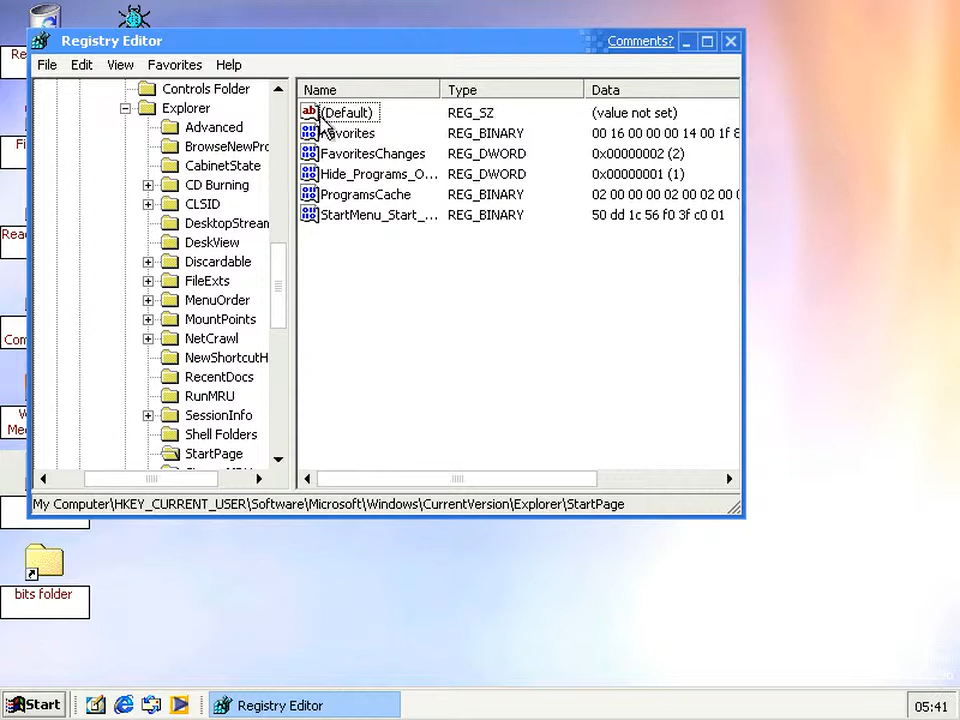 Registry Editor
Comments?
File Edit View Favorites Help
Controls Folder
Explorer
Advanced
BrowseNewPro
CabinetState
CD Burning
CLSID
DesktopStream
DeskView
Discardable
FileExts
MenuOrder
MountPoints
NetCrawl
NewShortcutH
RecentDocs
RunMRU
SessionInfo
Shell Folders
StartPage
Name Type Data
(Default) REG_SZ (value not set)
Favorites REG_BINARY 00 16 00 00 00 14 00 1f 8
FavoritesChanges REG_DWORD 0x00000002 (2)
Hide_Programs_O... REG_DWORD 0x00000001 (1)
ProgramsCache REG_BINARY 02 00 00 00 02 00 02 00 0
StartMenu_Start_... REG_BINARY 50 dd 1c 56 f0 3f c0 01
My Computer\HKEY_CURRENT_USER\Software\Microsoft\Windows\CurrentVersion\Explorer\StartPage
Re
Fi
Read
Com
Med
bits folder
Start
Registry Editor
05:41